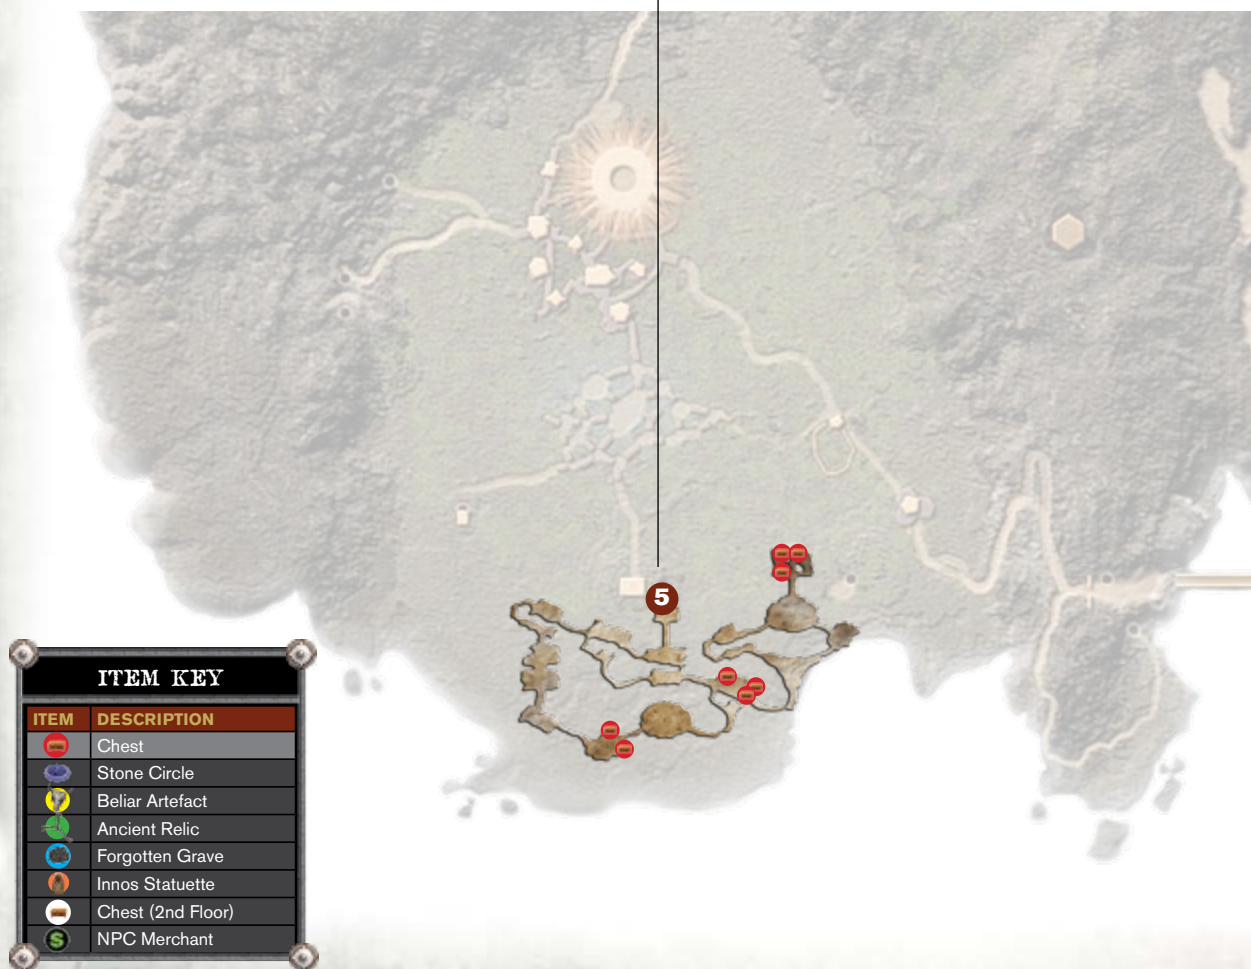 5
ITEM KEY
ITEM DESCRIPTION
Chest
Stone Circle
Beliar Artefact
Ancient Relic
Forgotten Grave
Innos Statuette
Chest (2nd Floor)
$ NPC Merchant